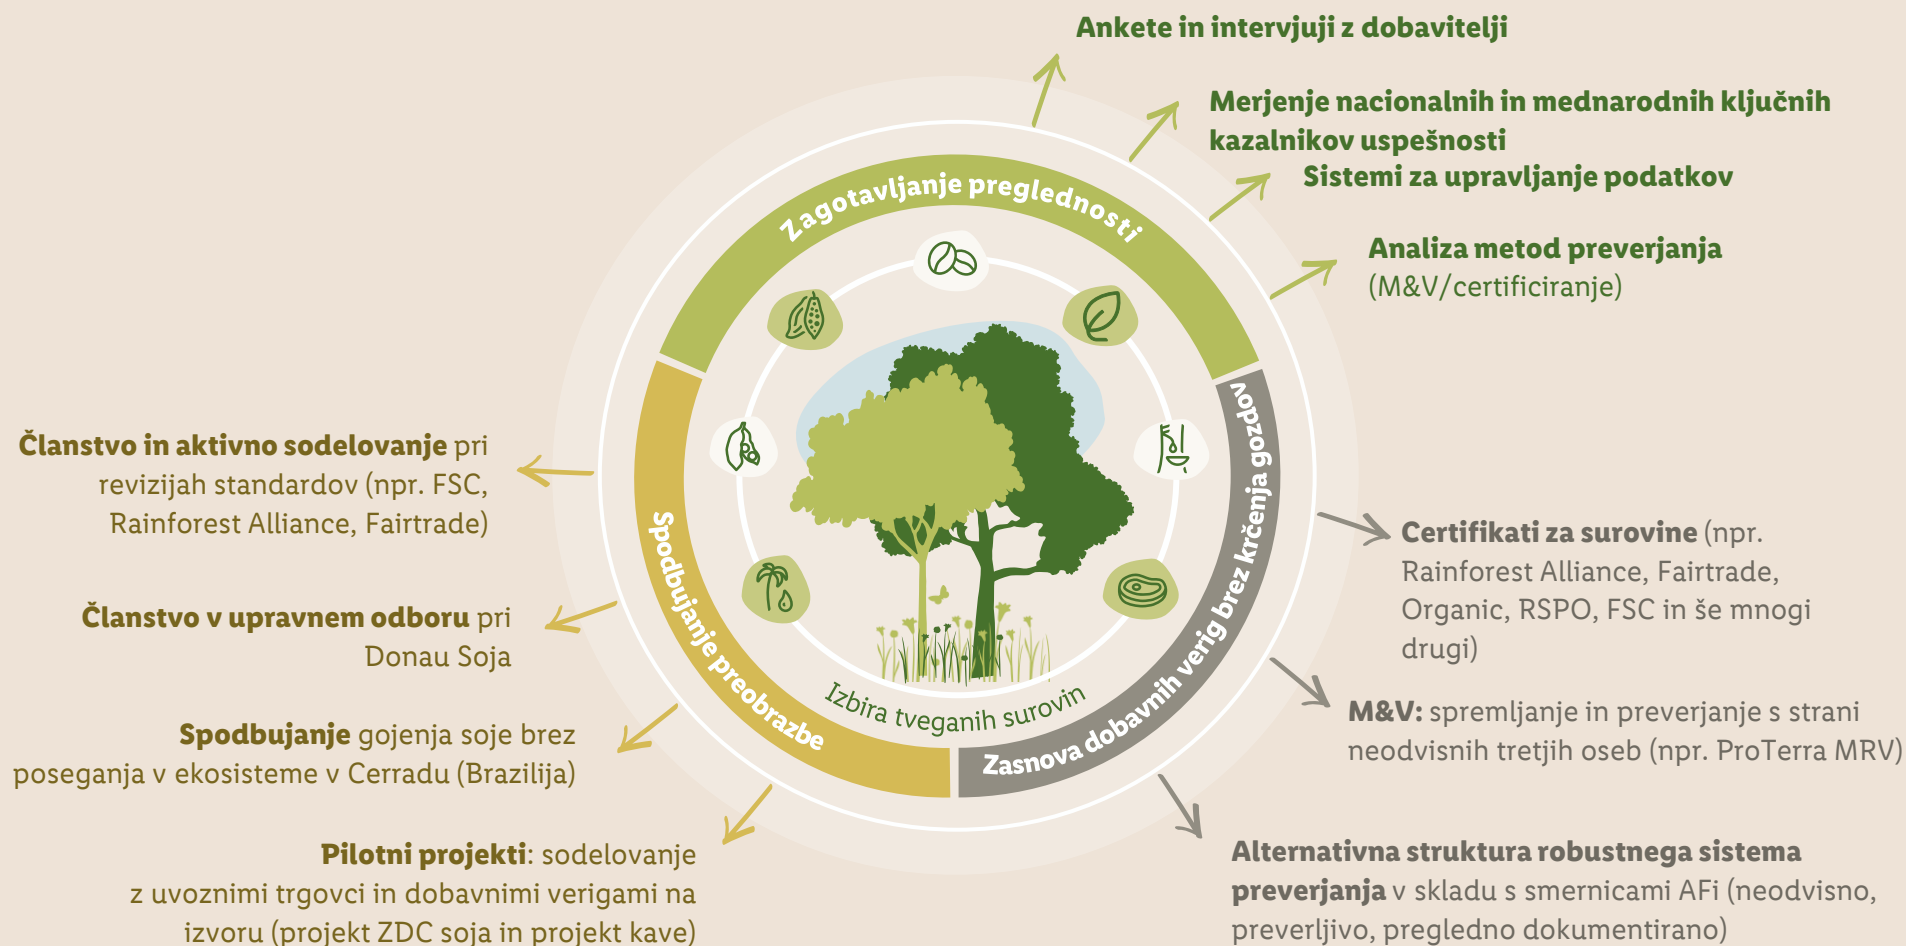 Ankete in intervjuji z dobavitelji
Merjenje nacionalnih in mednarodnih ključnih
kazalnikov uspešnosti
Sistemi za upravljanje podatkov
Analiza metod preverjanja
(M&V/certificiranje)
Zagotavljanje preglednosti
Članstvo in aktivno sodelovanje pri
revizijah standardov (npr. FSC,
Rainforest Alliance, Fairtrade)
Članstvo v upravnem odboru pri
Donau Soja
Spodbujanje gojenja soje brez
poseganja v ekosisteme v Cerradu (Brazilija)
Pilotni projekti: sodelovanje
z uvoznimi trgovci in dobavnimi verigami na
izvoru (projekt ZDC soja in projekt kave)
Spodbujanje preobrazbe
Izbira tveganih surovin
Zasnova dobavnih verig brez krčenja gozdov
Certifikati za surovine (npr.
Rainforest Alliance, Fairtrade,
Organic, RSPO, FSC in še mnogi
drugi)
M&V: spremljanje in preverjanje s strani
neodvisnih tretjih oseb (npr. ProTerra MRV)
Alternativna struktura robustnega sistema
preverjanja v skladu s smernicami AFi (neodvisno,
preverljivo, pregledno dokumentirano)